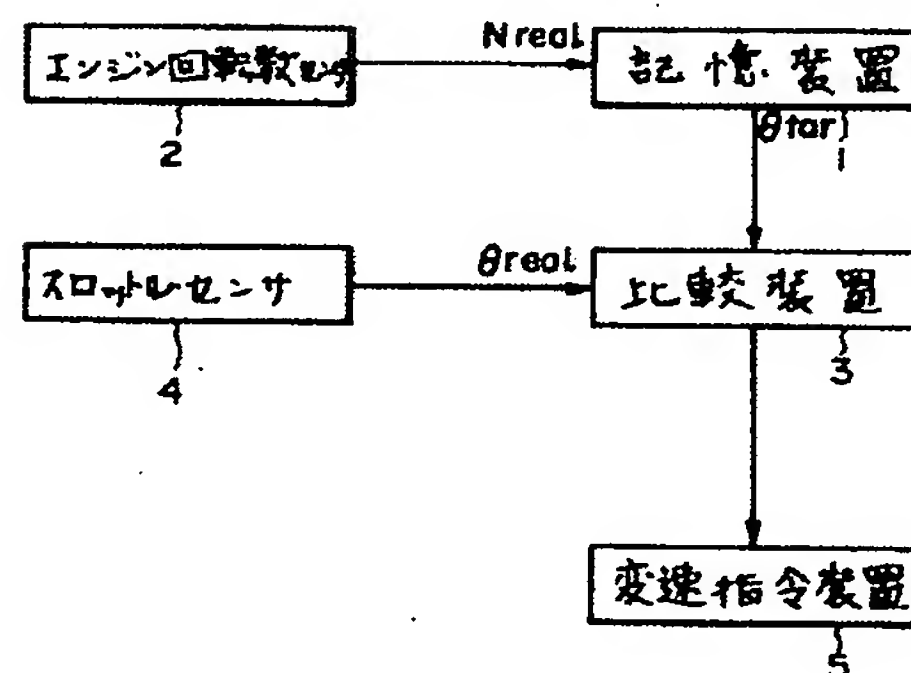 エンジン回転数センサ
Nreal
記憶装置
2
θtar
1
スロットルセンサ
θreal
比較装置
4
3
変速指令装置
5